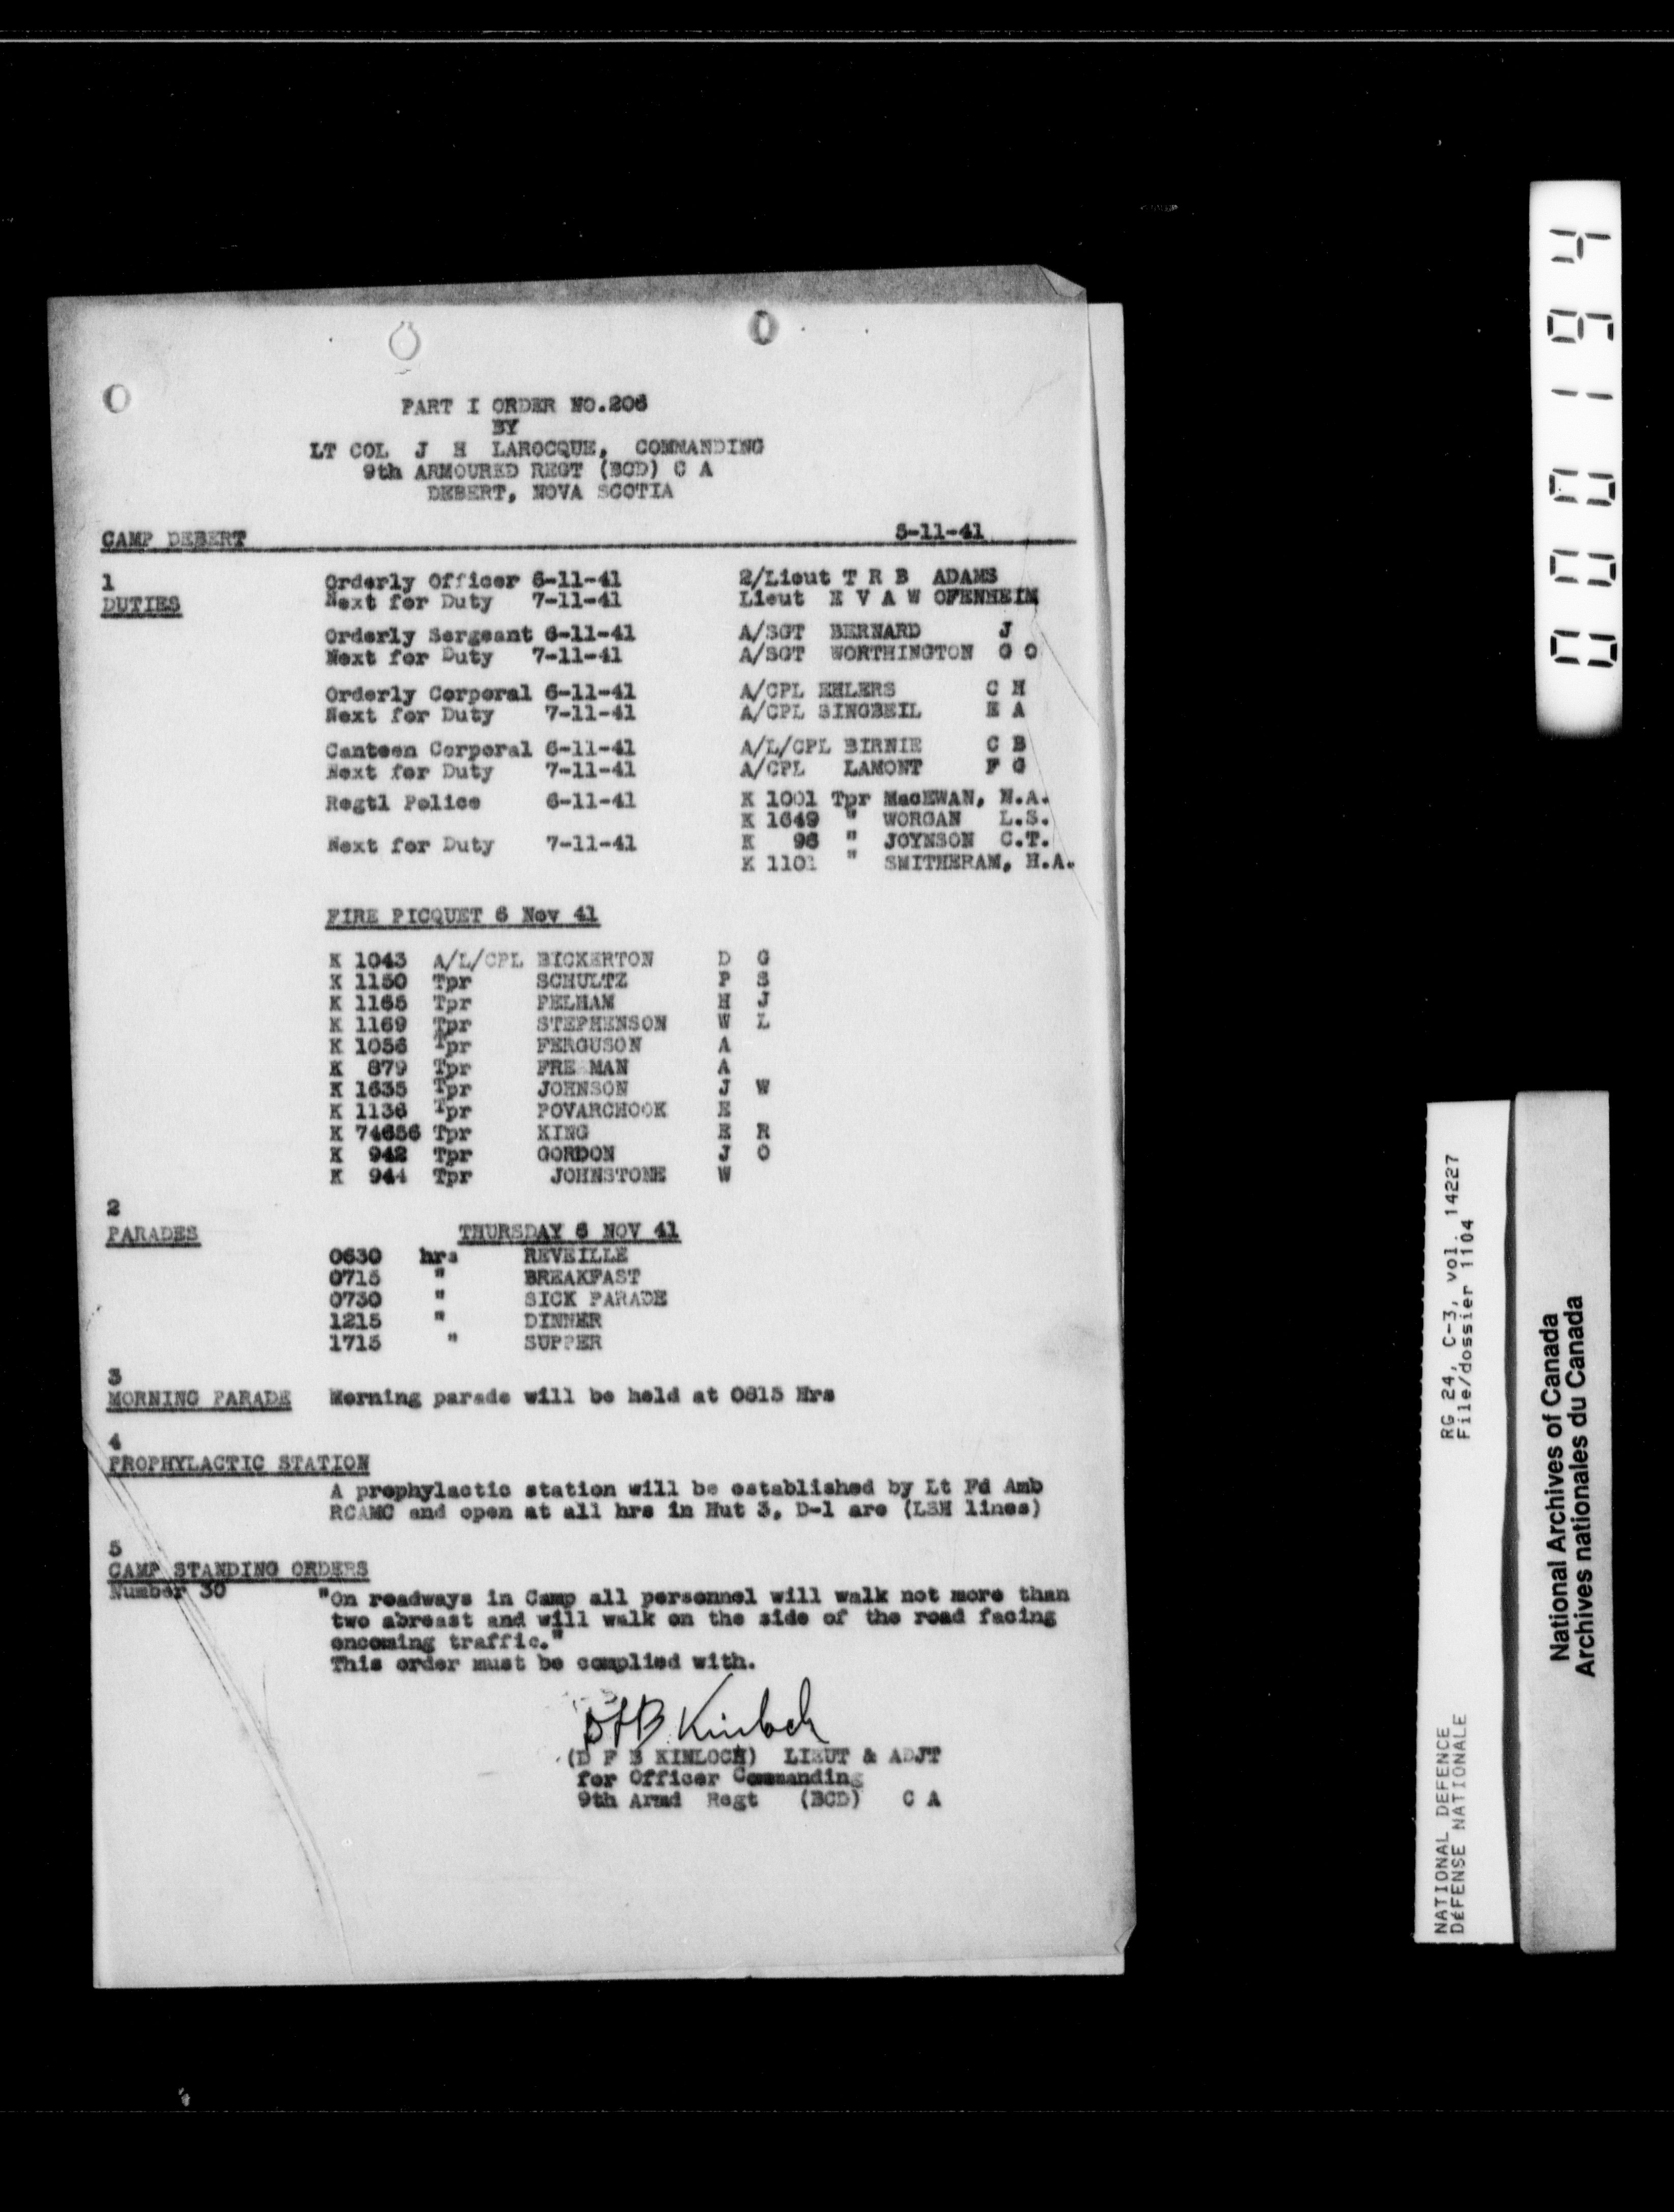 PART I ORDER NO.206
BY
LT COL J H LAROCQUE, COMMANDING
9th ARMOURED REGT (BCD) C A
DEBERT, NOVA SCOTIA
CAMP DEBERT 5-11-41
1
DUTIES
Orderly Officer 6-11-41 2/Lieut T R B ADAMS
Next for Duty 7-11-41 Lieut H V A W OFENHEIM
Orderly Sergeant 6-11-41 A/SGT BERNARD J
Next for Duty 7-11-41 A/SGT WORTHINGTON G O
Orderly Corporal 6-11-41 A/CPL EHLERS C H
Next for Duty 7-11-41 A/CPL SINGBEIL E A
Canteen Corporal 6-11-41 A/L/CPL BIRNIE C B
Next for Duty 7-11-41 A/CPL LAMONT F G
Regtl Police 6-11-41 K 1001 Tpr MacEWAN, N.A.
K 1649 " WORGAN L.S.
Next for Duty 7-11-41 K 96 " JOYNSON C.T.
K 1101 " SMITHERAM, H.A.
FIRE PICQUET 6 Nov 41
K 1043 A/L/CPL BICKERTON D G
K 1150 Tpr SCHULTZ P S
K 1165 Tpr PELHAM H J
K 1169 Tpr STEPHENSON W L
K 1056 Tpr FERGUSON A
K 879 Tpr FRE MAN A
K 1635 Tpr JOHNSON J W
K 1136 Tpr POVARCHOOK E
K 74656 Tpr KING E R
K 942 Tpr GORDON J O
K 944 Tpr JOHNSTONE W
2
PARADES THURSDAY 6 NOV 41
0630 hrs REVEILLE
0715 " BREAKFAST
0730 " SICK PARADE
1215 " DINNER
1715 " SUPPER
3
MORNING PARADE Morning parade will be held at 0815 Hrs
4
PROPHYLACTIC STATION
A prophylactic station will be established by Lt Fd Amb
RCAMC and open at all hrs in Hut 3, D-1 are (LSH lines)
5
CAMP STANDING ORDERS
Number 30 "On roadways in Camp all personnel will walk not more than
two abreast and will walk on the side of the road facing
oncoming traffic."
This order must be complied with.
DFB Kinloch
(D F B KINLOCH) LIEUT & ADJT
for Officer Commanding
9th Armd Regt (BCD) C A
0000194
NATIONAL DEFENCE RG 24, C-3, vol. 14227
DÉFENSE NATIONALE File/dossier 1104
National Archives of Canada
Archives nationales du Canada